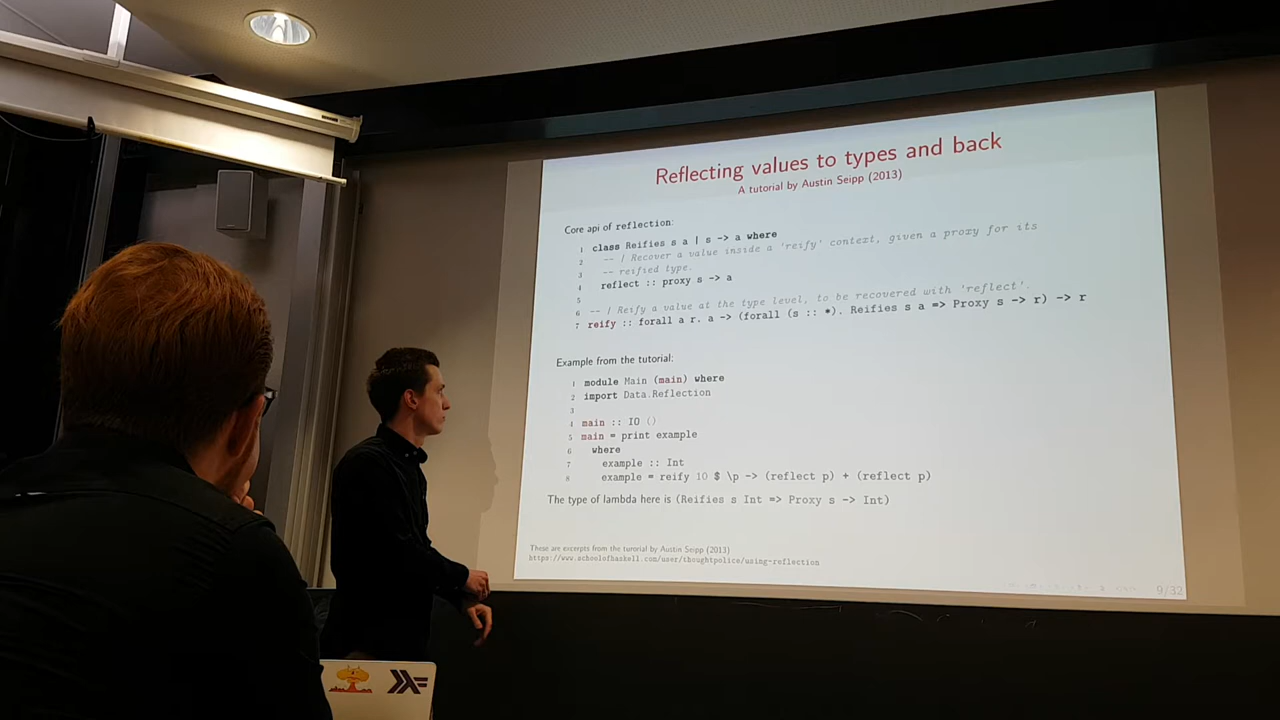 Reflecting values to types and back
A tutorial by Austin Seipp (2013)
Core api of reflection:
1 class Reifies s a | s -> a where
2 -- | Recover a value inside a 'reify' context, given a proxy for its
3 -- reified type.
4 reflect :: proxy s -> a
5
6 -- | Reify a value at the type level, to be recovered with 'reflect'.
7 reify :: forall a r. a -> (forall (s :: *). Reifies s a => Proxy s -> r) -> r
Example from the tutorial:
1 module Main (main) where
2 import Data.Reflection
3
4 main :: IO ()
5 main = print example
6 where
7 example :: Int
8 example = reify 10 $ \p -> (reflect p) + (reflect p)
The type of lambda here is (Reifies s Int => Proxy s -> Int)
These are excerpts from the turorial by Austin Seipp (2013)
https://www.schoolofhaskell.com/user/thoughtpolice/using-reflection
9/32